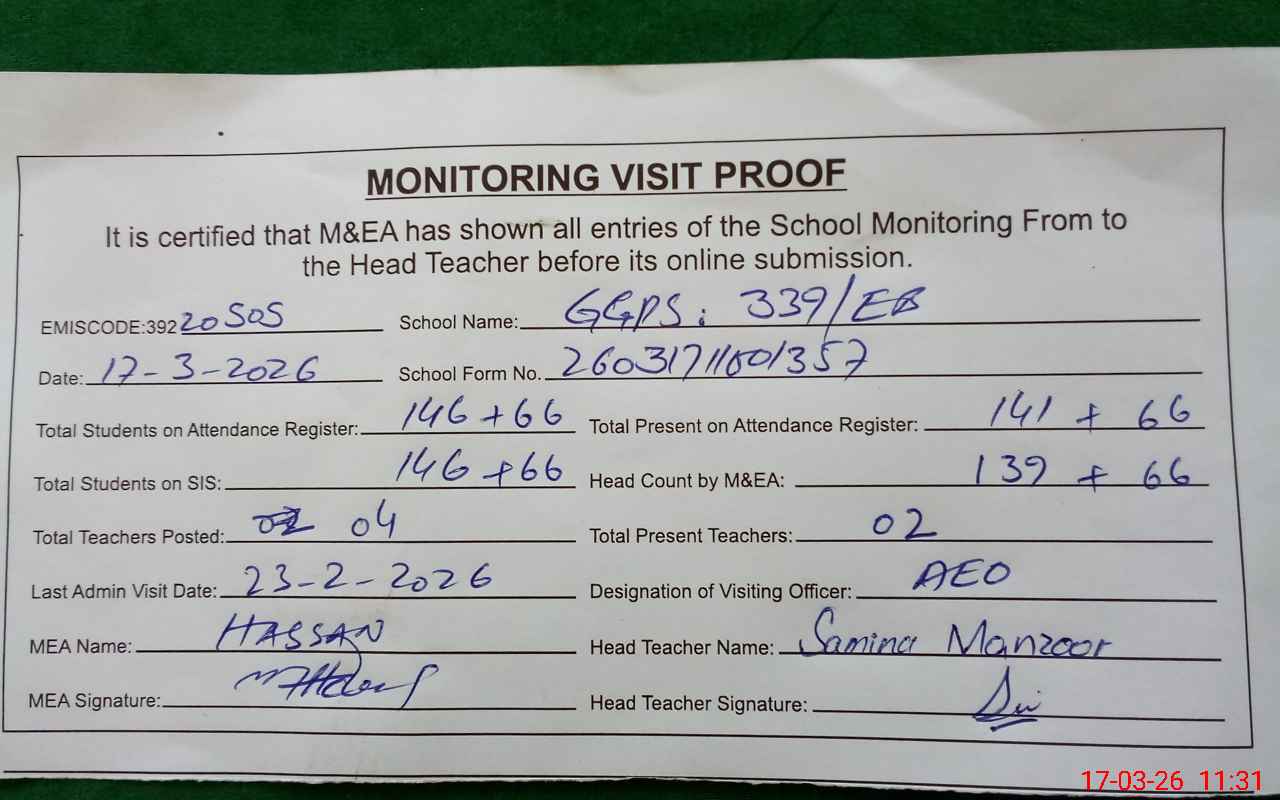 MONITORING VISIT PROOF
It is certified that M&EA has shown all entries of the School Monitoring From to
the Head Teacher before its online submission.
EMISCODE:39220505 School Name: GGPS: 339/EB
Date: 17-3-2026 School Form No. 26031711001357
Total Students on Attendance Register: 146 + 66 Total Present on Attendance Register: 141 + 66
Total Students on SIS: 146 + 66 Head Count by M&EA: 139 + 66
Total Teachers Posted: 04 Total Present Teachers: 02
Last Admin Visit Date: 23-2-2026 Designation of Visiting Officer: AEO
MEA Name: HASSAN Head Teacher Name: Samina Manzoor
MEA Signature: Head Teacher Signature:
17-03-26 11:31